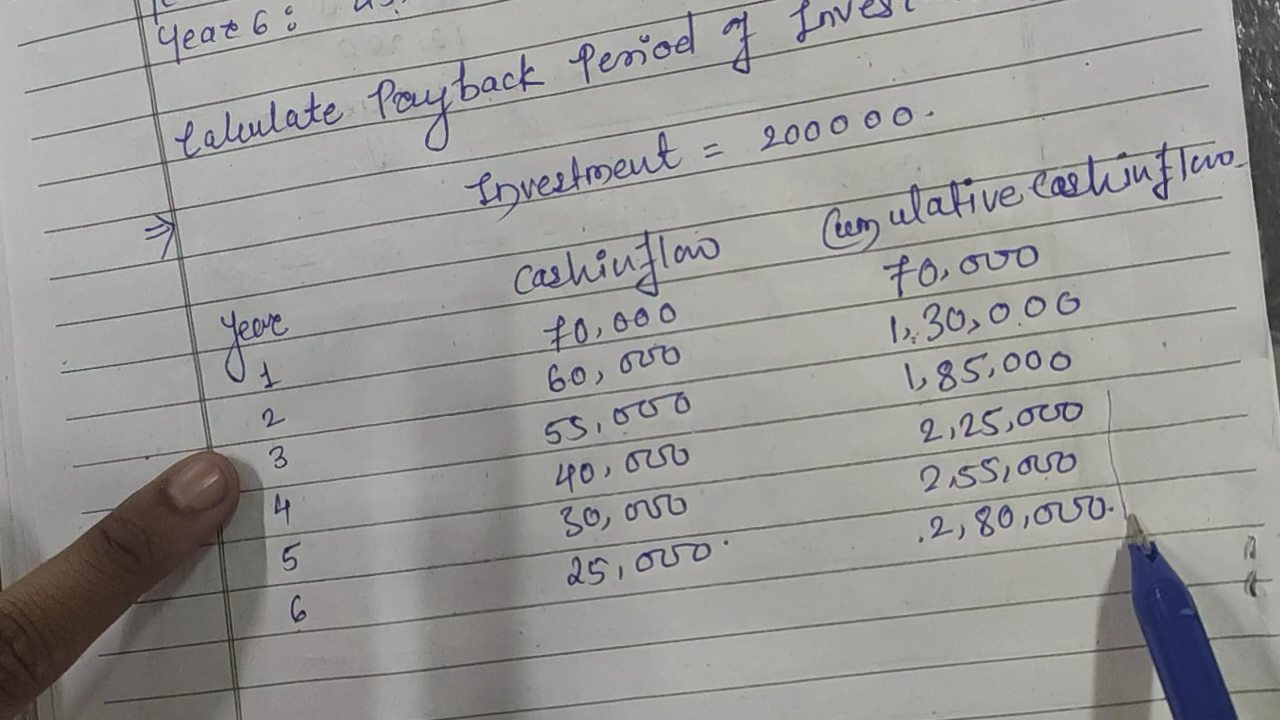 Year 6:
Calculate Payback Period of
Investment = 200000.
⇒
Year Cashinflow Cumulative Cashinflow
1 70,000 70,000
2 60,000 1,30,000
3 55,000 1,85,000
4 40,000 2,25,000
5 30,000 2,55,000
6 25,000 2,80,000